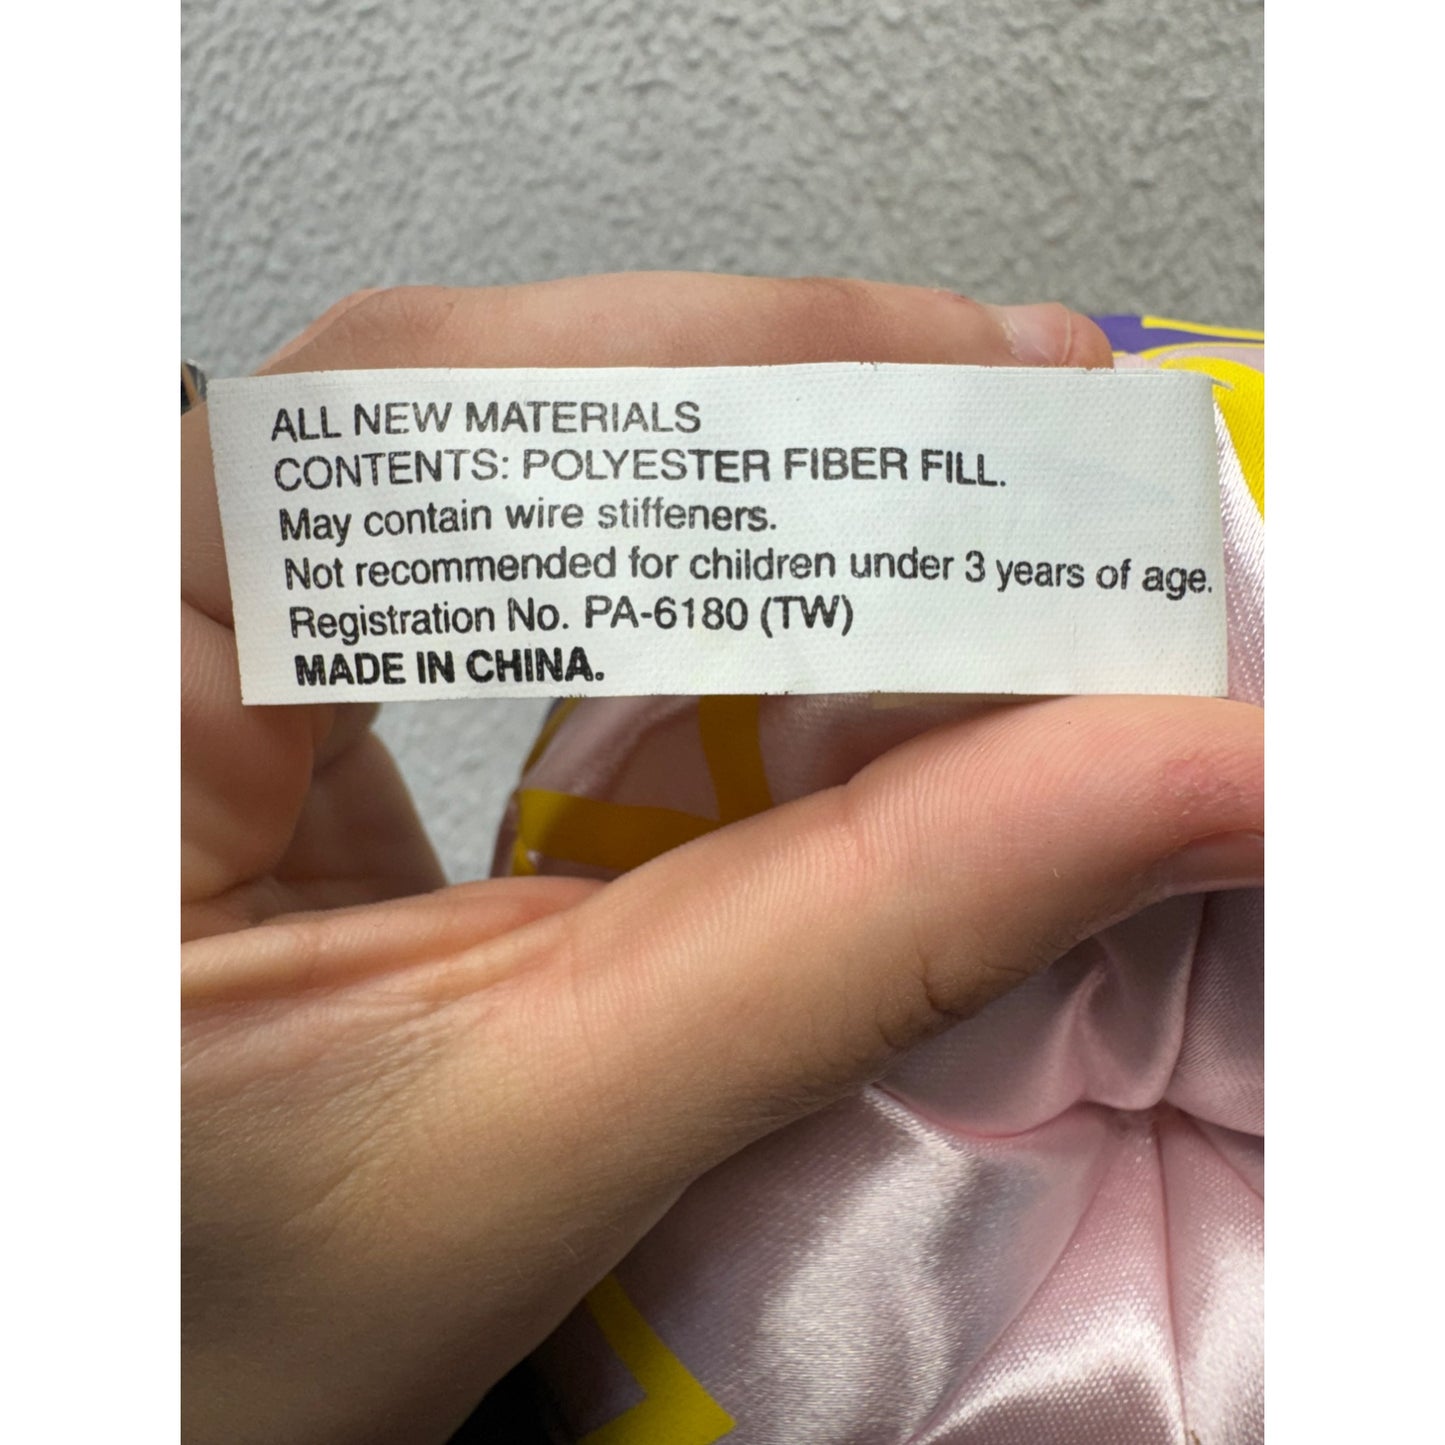 ALL NEW MATERIALS
CONTENTS: POLYESTER FIBER FILL.
May contain wire stiffeners.
Not recommended for children under 3 years of age.
Registration No. PA-6180 (TW)
MADE IN CHINA.